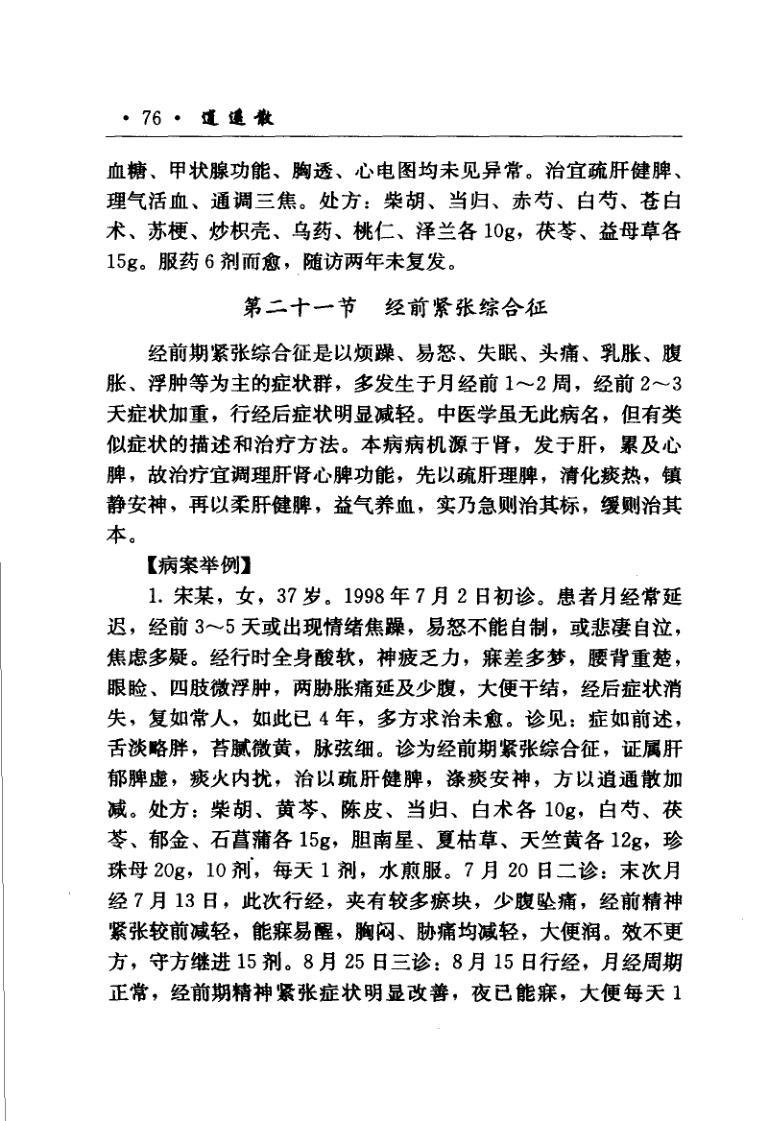 · 76 · 逍遥散
血糖、甲状腺功能、胸透、心电图均未见异常。治宜疏肝健脾、
理气活血、通调三焦。处方：柴胡、当归、赤芍、白芍、苍白
术、苏梗、炒枳壳、乌药、桃仁、泽兰各 10g，茯苓、益母草各
15g。服药 6 剂而愈，随访两年未复发。
第二十一节　经前紧张综合征
经前期紧张综合征是以烦躁、易怒、失眠、头痛、乳胀、腹
胀、浮肿等为主的症状群，多发生于月经前 1～2 周，经前 2～3
天症状加重，行经后症状明显减轻。中医学虽无此病名，但有类
似症状的描述和治疗方法。本病病机源于肾，发于肝，累及心
脾，故治疗宜调理肝肾心脾功能，先以疏肝理脾，清化痰热，镇
静安神，再以柔肝健脾，益气养血，实乃急则治其标，缓则治其
本。
【病案举例】
1. 宋某，女，37 岁。1998 年 7 月 2 日初诊。患者月经常延
迟，经前 3～5 天或出现情绪焦躁，易怒不能自制，或悲凄自泣，
焦虑多疑。经行时全身酸软，神疲乏力，寐差多梦，腰背重楚，
眼睑、四肢微浮肿，两胁胀痛延及少腹，大便干结，经后症状消
失，复如常人，如此已 4 年，多方求治未愈。诊见：症如前述，
舌淡略胖，苔腻微黄，脉弦细。诊为经前期紧张综合征，证属肝
郁脾虚，痰火内扰，治以疏肝健脾，涤痰安神，方以逍通散加
减。处方：柴胡、黄芩、陈皮、当归、白术各 10g，白芍、茯
苓、郁金、石菖蒲各 15g，胆南星、夏枯草、天竺黄各 12g，珍
珠母 20g，10 剂，每天 1 剂，水煎服。7 月 20 日二诊：末次月
经 7 月 13 日，此次行经，夹有较多瘀块，少腹坠痛，经前精神
紧张较前减轻，能寐易醒，胸闷、胁痛均减轻，大便润。效不更
方，守方继进 15 剂。8 月 25 日三诊：8 月 15 日行经，月经周期
正常，经前期精神紧张症状明显改善，夜已能寐，大便每天 1